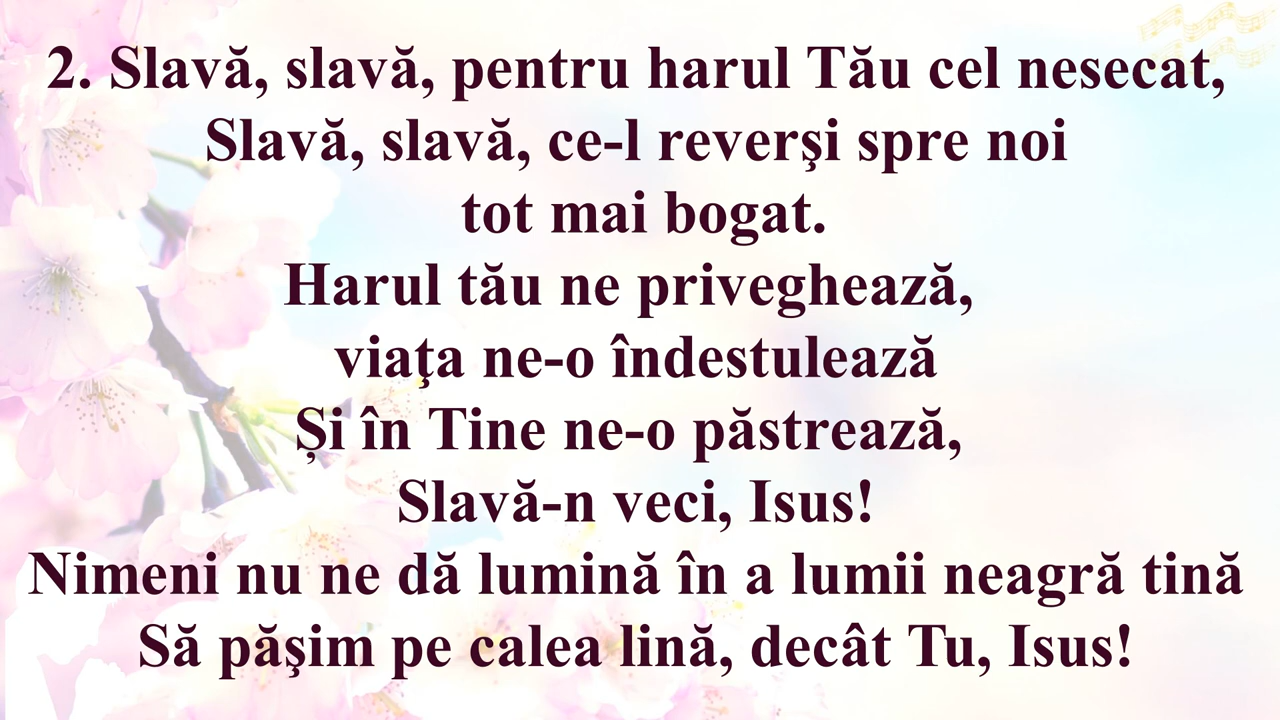 2. Slavă, slavă, pentru harul Tău cel nesecat,
Slavă, slavă, ce-l reverşi spre noi
tot mai bogat.
Harul tău ne priveghează,
viaţa ne-o îndestulează
Și în Tine ne-o păstrează,
Slavă-n veci, Isus!
Nimeni nu ne dă lumină în a lumii neagră tină
Să păşim pe calea lină, decât Tu, Isus!